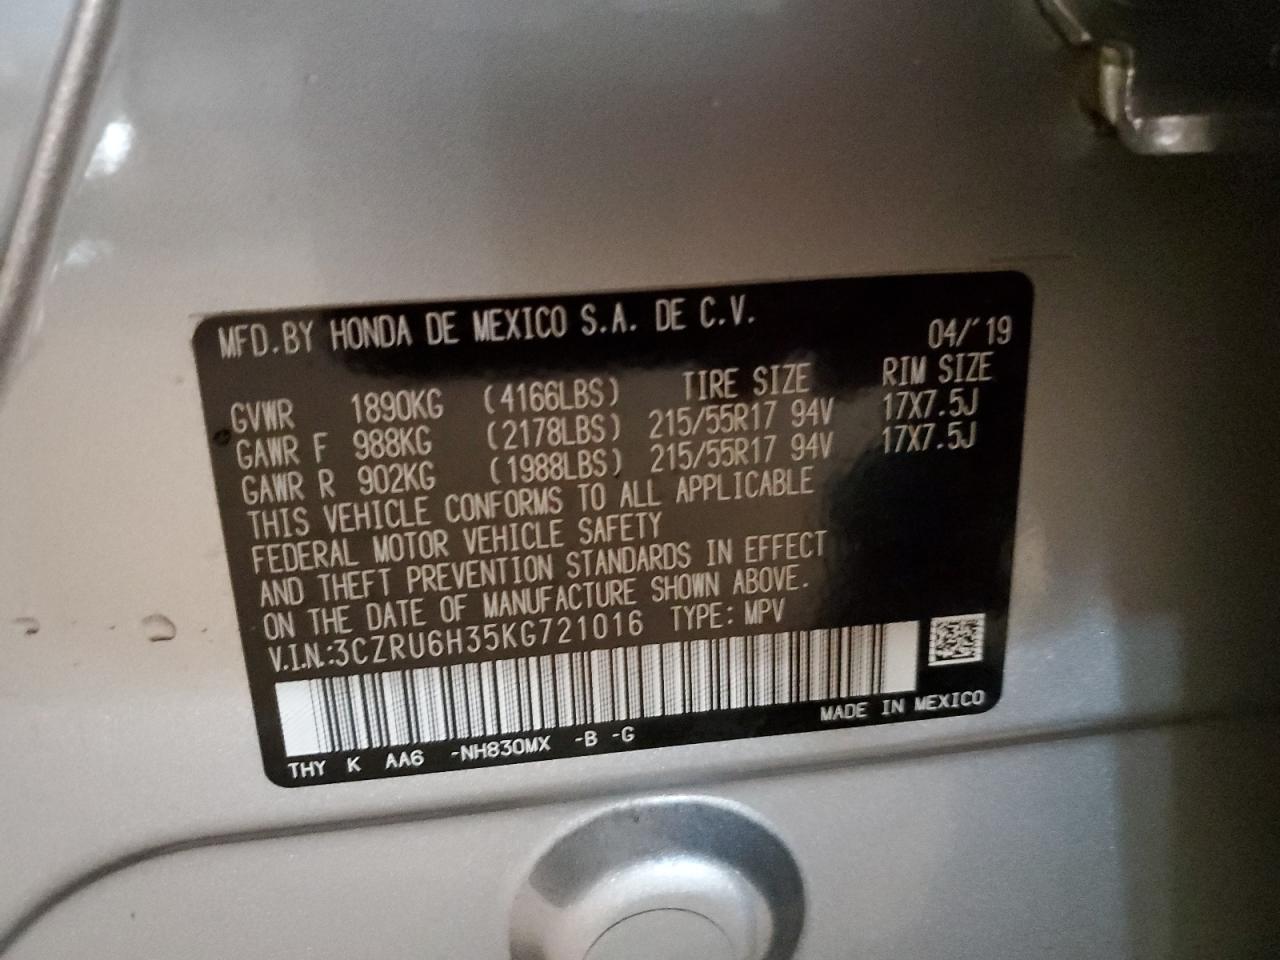 MFD.BY HONDA DE MEXICO S.A. DE C.V.
04/'19
TIRE SIZE RIM SIZE
GVWR 1890KG (4166LBS)
GAWR F 988KG (2178LBS) 215/55R17 94V 17X7.5J
GAWR R 902KG (1988LBS) 215/55R17 94V 17X7.5J
THIS VEHICLE CONFORMS TO ALL APPLICABLE
FEDERAL MOTOR VEHICLE SAFETY
AND THEFT PREVENTION STANDARDS IN EFFECT
ON THE DATE OF MANUFACTURE SHOWN ABOVE.
V.I.N.:3CZRU6H35KG721016 TYPE: MPV
MADE IN MEXICO
THY K AA6 -NH830MX -B -G